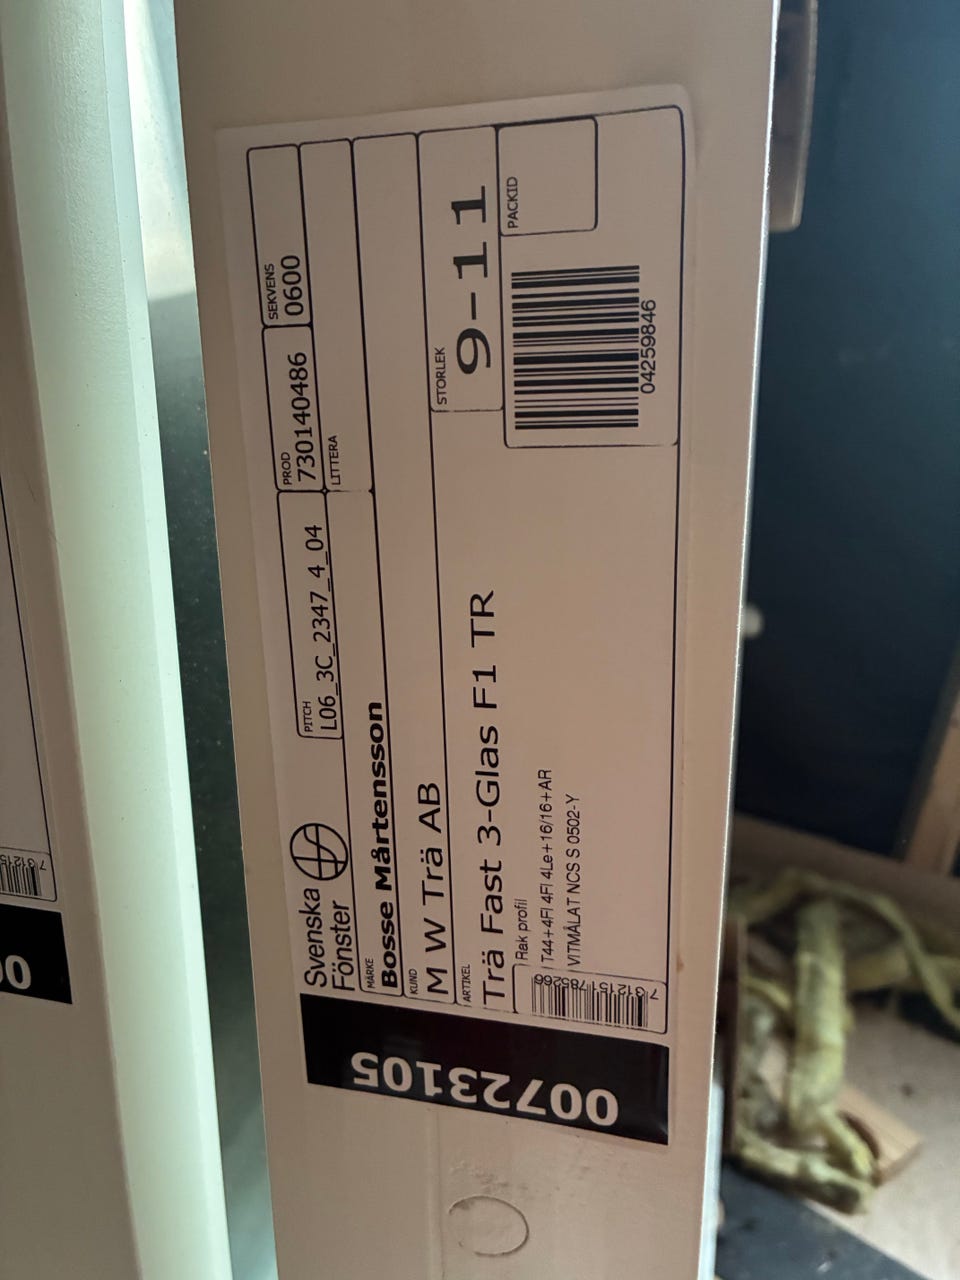 Svenska
Fönster
PITCH
L06_3C_2347_4_04
PROD
730140486
SEKVENS
0600
LITTERA
MÄRKE
Bosse Mårtensson
KUND
M W Trä AB
ARTIKEL
Trä Fast 3-Glas F1 TR
STORLEK
9-11
PACKID
Rak profil
T44+4Fl 4Fl 4Le+16/16+AR
VITMÅLAT NCS S 0502-Y
04259846
00723105
00